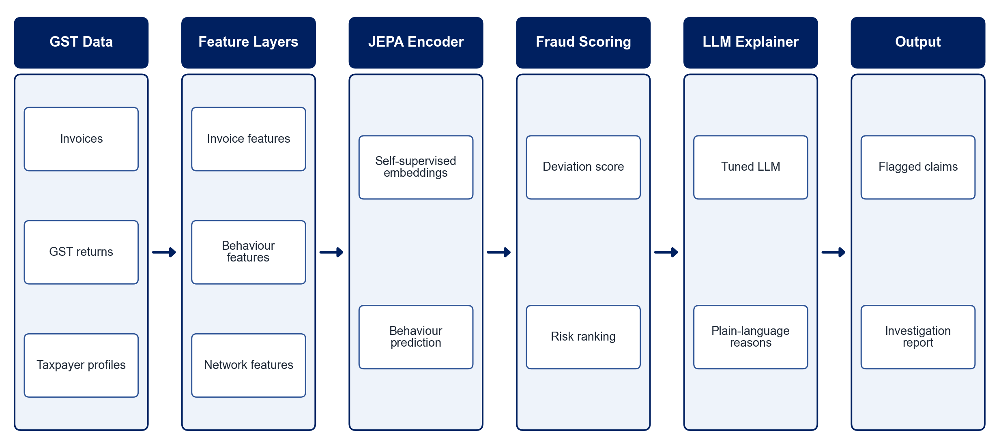 GST Data
Invoices
GST returns
Taxpayer profiles
Feature Layers
Invoice features
Behaviour
features
Network features
JEPA Encoder
Self-supervised
embeddings
Behaviour
prediction
Fraud Scoring
Deviation score
Risk ranking
LLM Explainer
Tuned LLM
Plain-language
reasons
Output
Flagged claims
Investigation
report